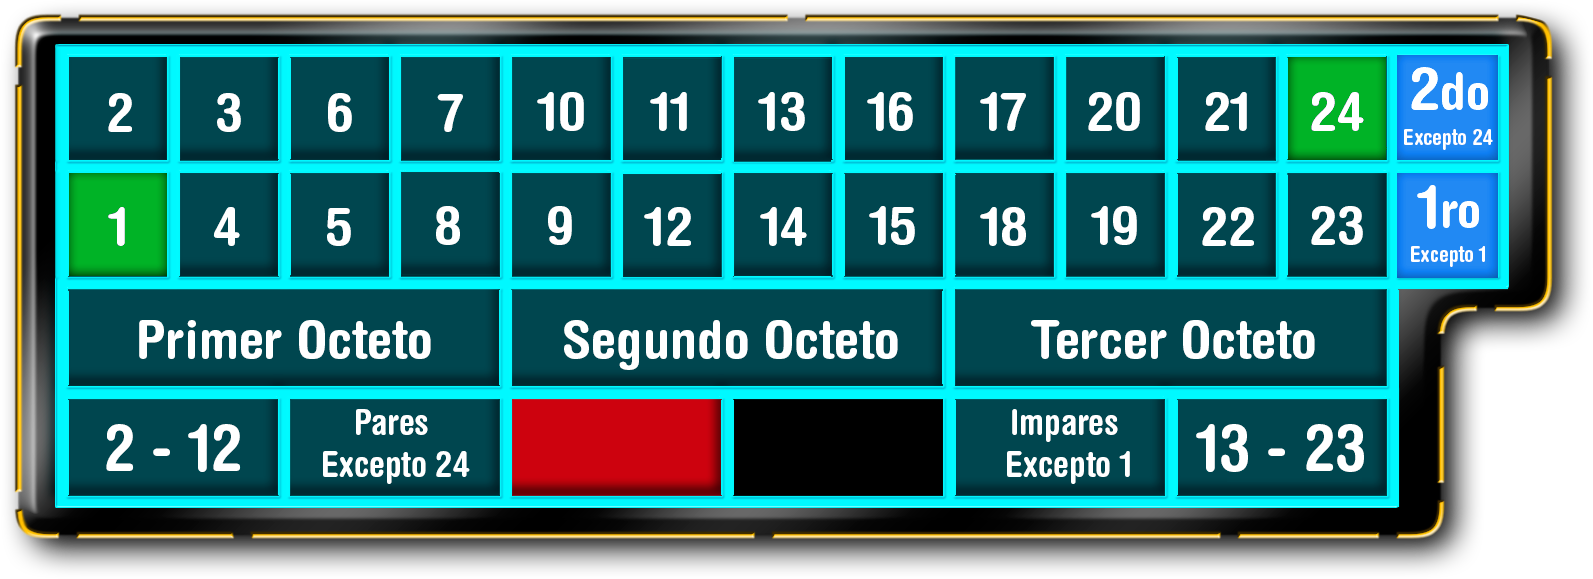 2 3 6 7 10 11 13 16 17 20 21 24 2do
Excepto 24
1 4 5 8 9 12 14 15 18 19 22 23 1ro
Excepto 1
Primer Octeto Segundo Octeto Tercer Octeto
2 - 12 Pares Excepto 24 Impares Excepto 1 13 - 23